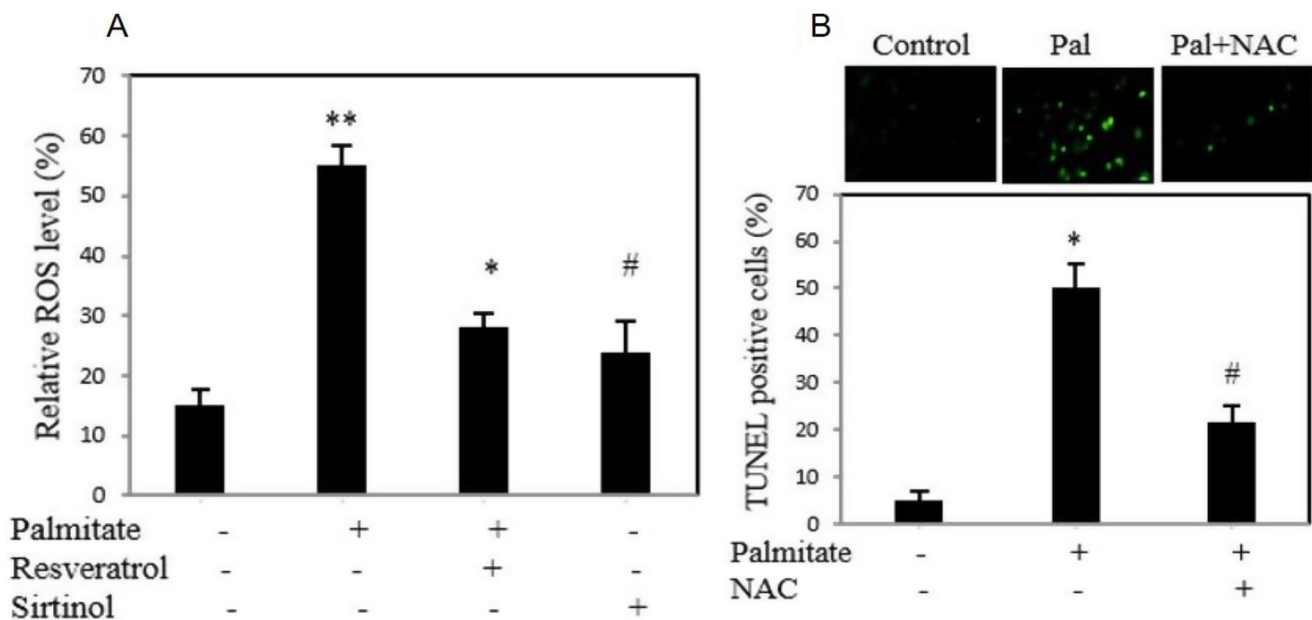 A
Relative ROS level (%)
70
60
50
40
30
20
10
0
**
*
#
Palmitate - + + -
Resveratrol - - + -
Sirtinol - - - +
B
Control Pal Pal+NAC
TUNEL positive cells (%)
70
60
50
40
30
20
10
0
*
#
Palmitate - + +
NAC - - +